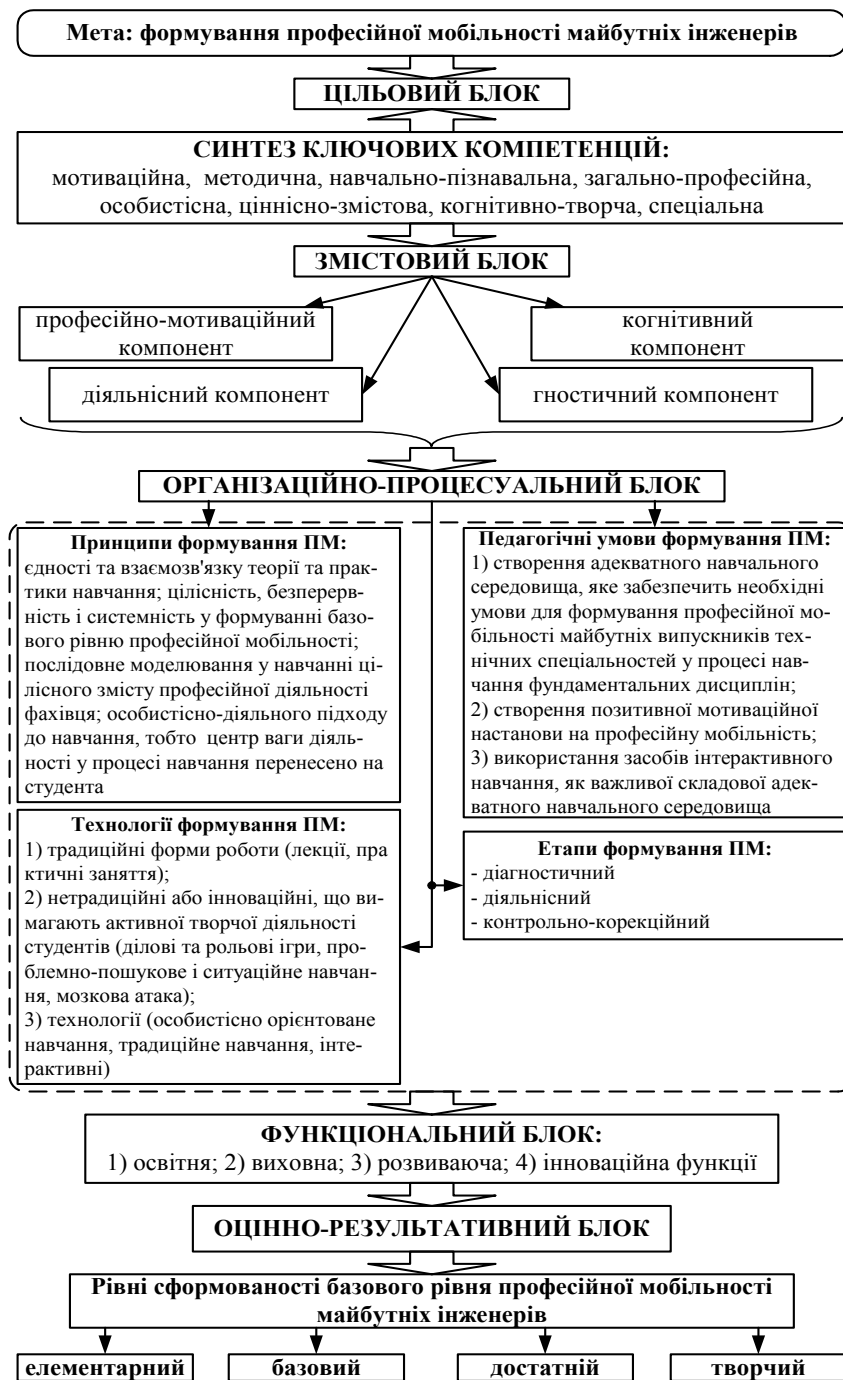 Мета: формування професійної мобільності майбутніх інженерів
ЦІЛЬОВИЙ БЛОК
СИНТЕЗ КЛЮЧОВИХ КОМПЕТЕНЦІЙ:
мотиваційна, методична, навчально-пізнавальна, загально-професійна,
особистісна, ціннісно-змістова, когнітивно-творча, спеціальна
ЗМІСТОВИЙ БЛОК
професійно-мотиваційний
компонент
когнітивний
компонент
діяльнісний компонент
гностичний компонент
ОРГАНІЗАЦІЙНО-ПРОЦЕСУАЛЬНИЙ БЛОК
Принципи формування ПМ:
єдності та взаємозв'язку теорії та прак-
тики навчання; цілісність, безперерв-
ність і системність у формуванні базо-
вого рівню професійної мобільності;
послідовне моделювання у навчанні ці-
лісного змісту професійної діяльності
фахівця; особистісно-діяльного підходу
до навчання, тобто центр ваги діяль-
ності у процесі навчання перенесено на
студента
Педагогічні умови формування ПМ:
1) створення адекватного навчального
середовища, яке забезпечить необхідні
умови для формування професійної мо-
більності майбутніх випускників тех-
нічних спеціальностей у процесі нав-
чання фундаментальних дисциплін;
2) створення позитивної мотиваційної
настанови на професійну мобільність;
3) використання засобів інтерактивного
навчання, як важливої складової адек-
ватного навчального середовища
Технології формування ПМ:
1) традиційні форми роботи (лекції, пра
ктичні заняття);
2) нетрадиційні або інноваційні, що ви-
магають активної творчої діяльності
студентів (ділові та рольові ігри, про-
блемно-пошукове і ситуаційне навчан-
ня, мозкова атака);
3) технології (особистісно орієнтоване
навчання, традиційне навчання, інте-
рактивні)
Етапи формування ПМ:
- діагностичний
- діяльнісний
- контрольно-корекційний
ФУНКЦІОНАЛЬНИЙ БЛОК:
1) освітня; 2) виховна; 3) розвиваюча; 4) інноваційна функції
ОЦІННО-РЕЗУЛЬТАТИВНИЙ БЛОК
Рівні сформованості базового рівня професійної мобільності
майбутніх інженерів
елементарний
базовий
достатній
творчий